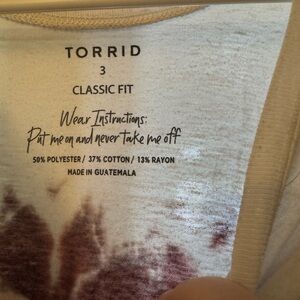 TORRID
3
CLASSIC FIT
Wear Instructions:
Put me on and never take me off
50% POLYESTER / 37% COTTON / 13% RAYON
MADE IN GUATEMALA